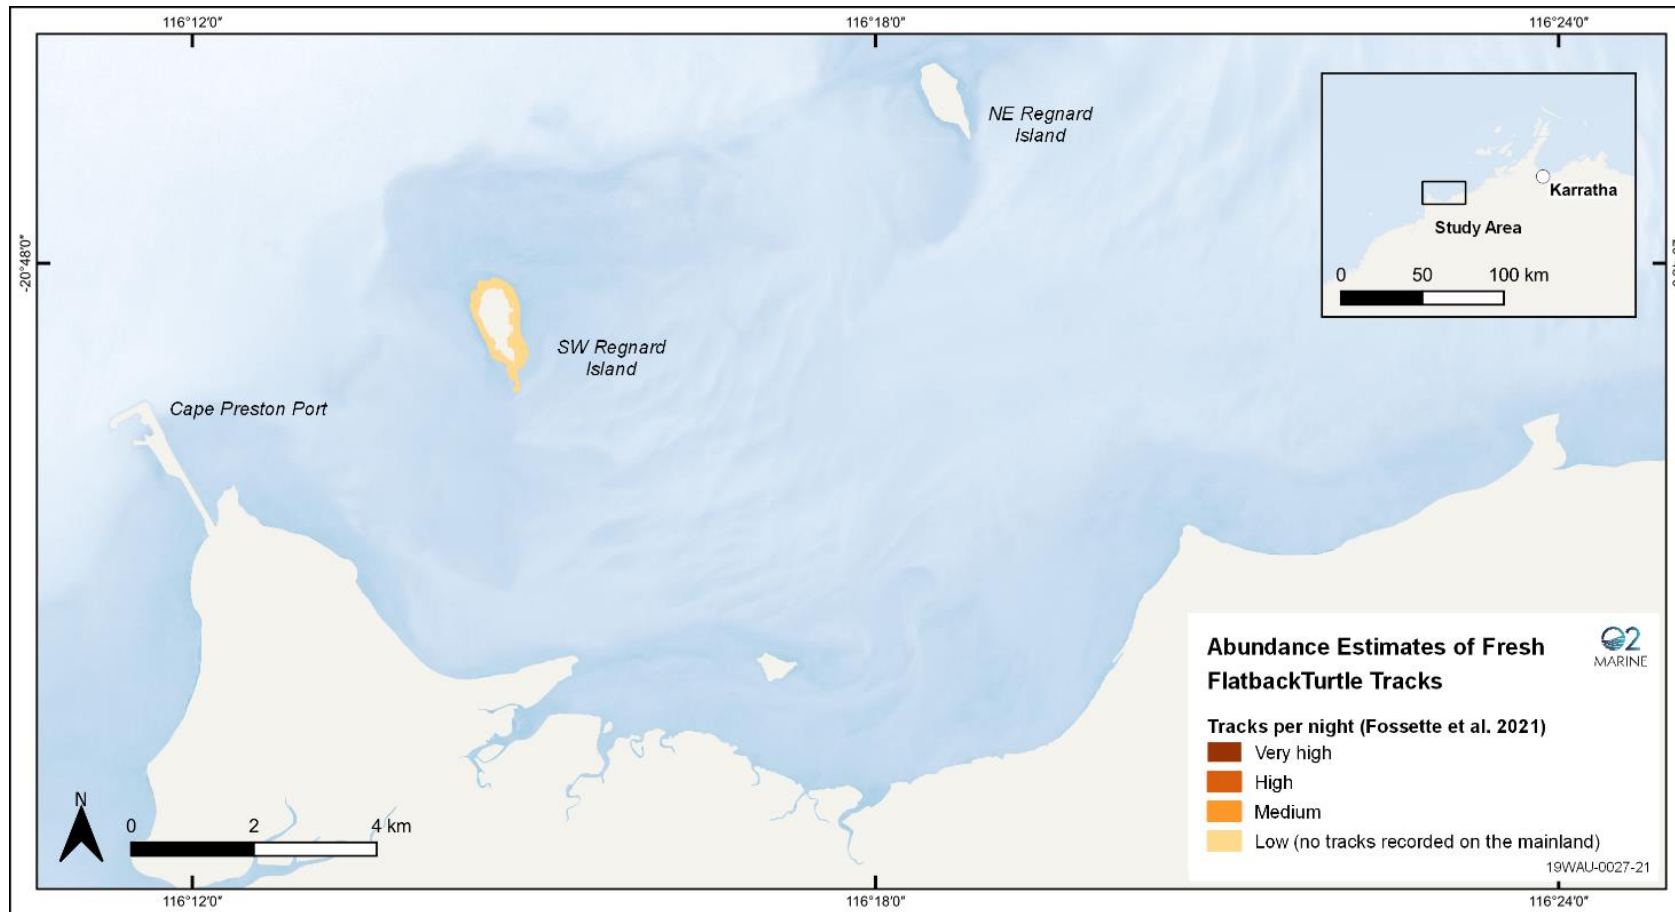 116°12'0"
116°18'0"
116°24'0"
NE Regnard
Island
Karratha
Study Area
0 50 100 km
-20°48'0"
SW Regnard
Island
Cape Preston Port
Abundance Estimates of Fresh
FlatbackTurtle Tracks
O2
MARINE
Tracks per night (Fossette et al. 2021)
Very high
High
Medium
Low (no tracks recorded on the mainland)
19WAU-0027-21
N
0 2 4 km
116°12'0"
116°18'0"
116°24'0"